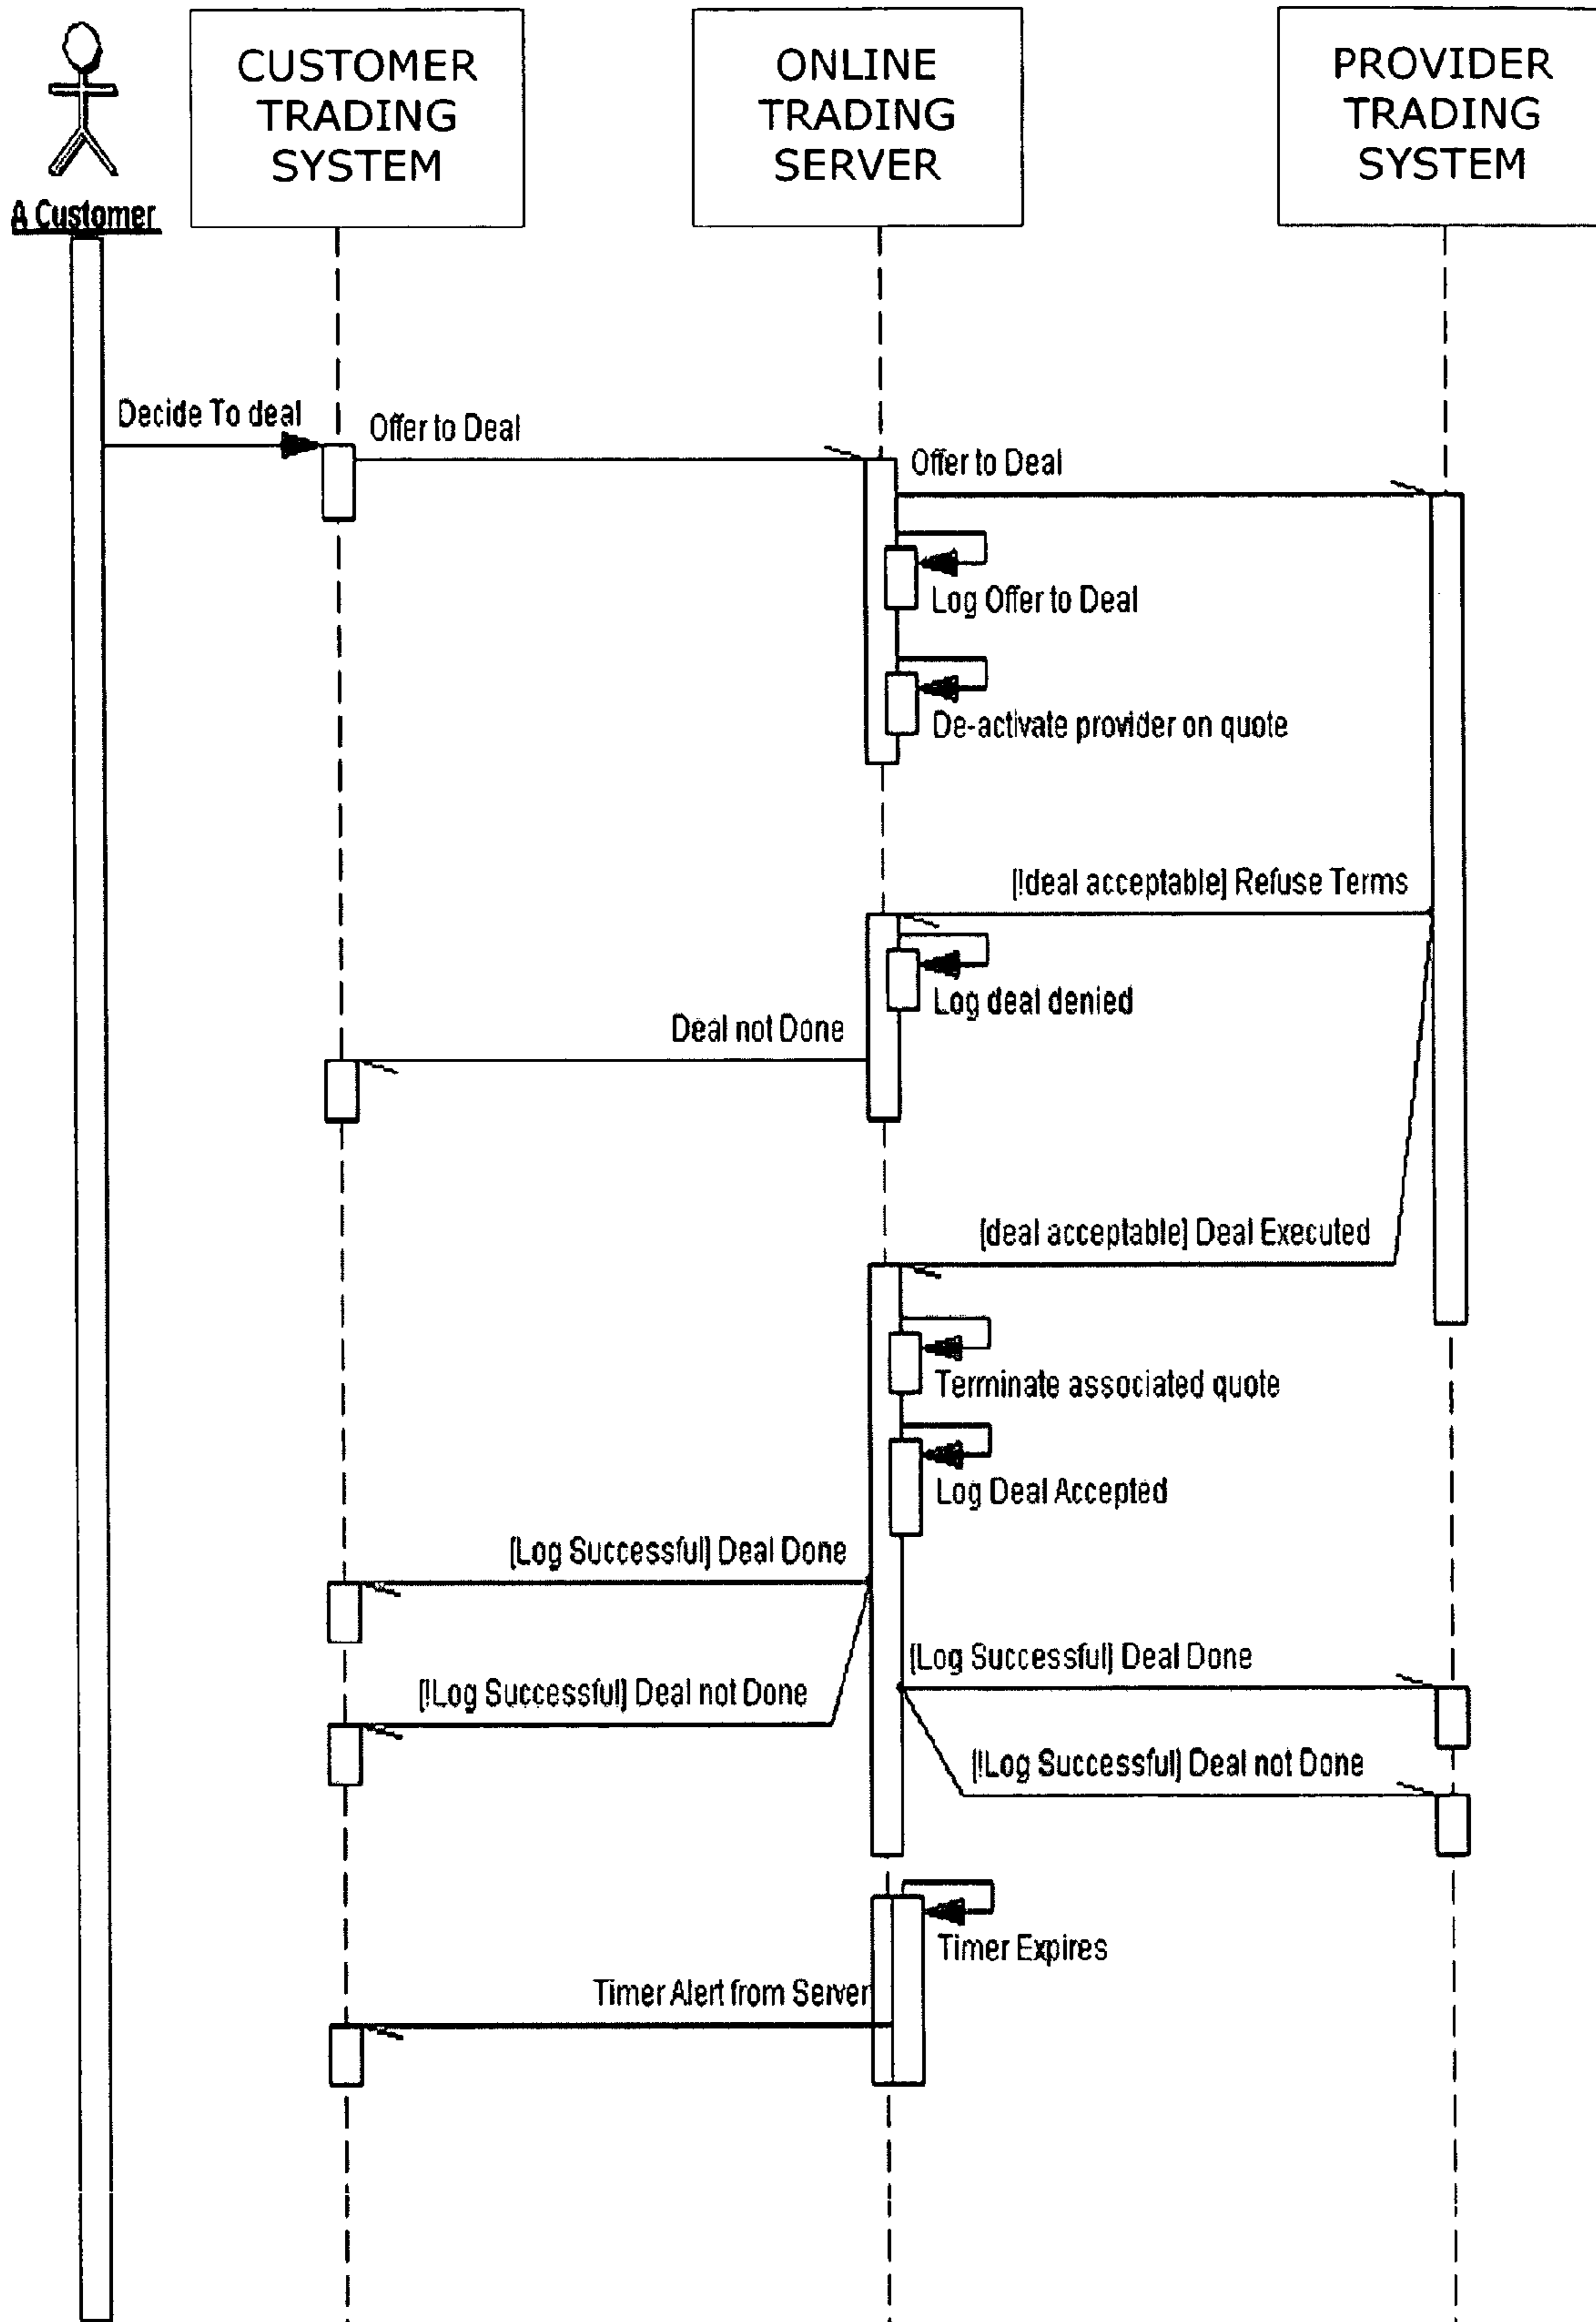 CUSTOMER
TRADING
SYSTEM
ONLINE
TRADING
SERVER
PROVIDER
TRADING
SYSTEM
A Customer
Decide To deal
Offer to Deal
Offer to Deal
Log Offer to Deal
De-activate provider on quote
[!deal acceptable] Refuse Terms
Log deal denied
Deal not Done
[deal acceptable] Deal Executed
Terminate associated quote
Log Deal Accepted
[Log Successful] Deal Done
[Log Successful] Deal Done
[!Log Successful] Deal not Done
[!Log Successful] Deal not Done
Timer Expires
Timer Alert from Server